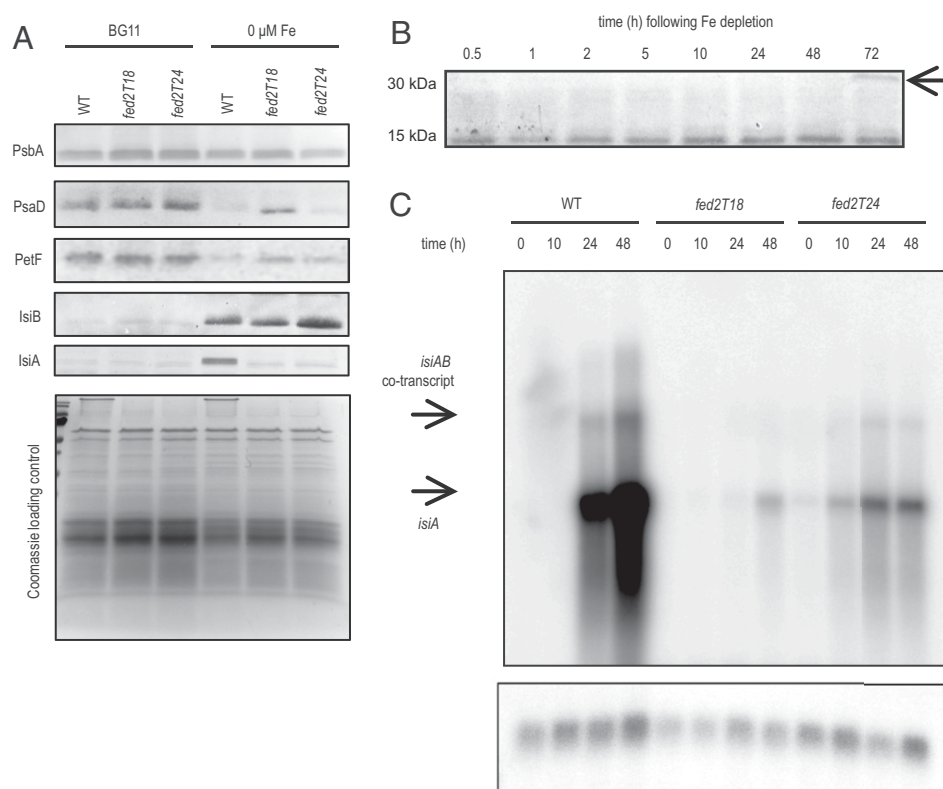 A
BG11
0 µM Fe
WT
fed2T18
fed2T24
WT
fed2T18
fed2T24
PsbA
PsaD
PetF
IsiB
IsiA
Coomassie loading control
B
time (h) following Fe depletion
0.5 1 2 5 10 24 48 72
30 kDa
15 kDa
C
WT fed2T18 fed2T24
time (h) 0 10 24 48 0 10 24 48 0 10 24 48
isiAB
co-transcript
isiA